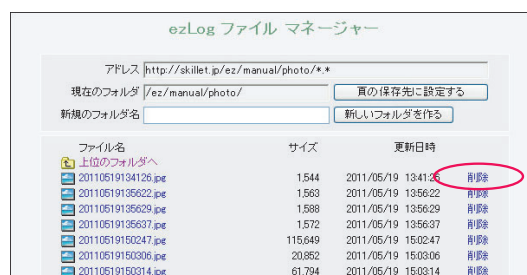 ezLog ファイル マネージャー
アドレス http://skillet.jp/ez/manual/photo/*.*
現在のフォルダ /ez/manual/photo/ 頁の保存先に設定する
新規のフォルダ名 新しいフォルダを作る
ファイル名 サイズ 更新日時
上位のフォルダへ
20110519134126.jpg 1,544 2011/05/19 13:41:26 削除
20110519135622.jpg 1,563 2011/05/19 13:56:22 削除
20110519135629.jpg 1,588 2011/05/19 13:56:29 削除
20110519135637.jpg 1,572 2011/05/19 13:56:37 削除
20110519150247.jpg 115,649 2011/05/19 15:02:47 削除
20110519150306.jpg 20,852 2011/05/19 15:03:06 削除
20110519150314.jpg 61,794 2011/05/19 15:03:14 削除